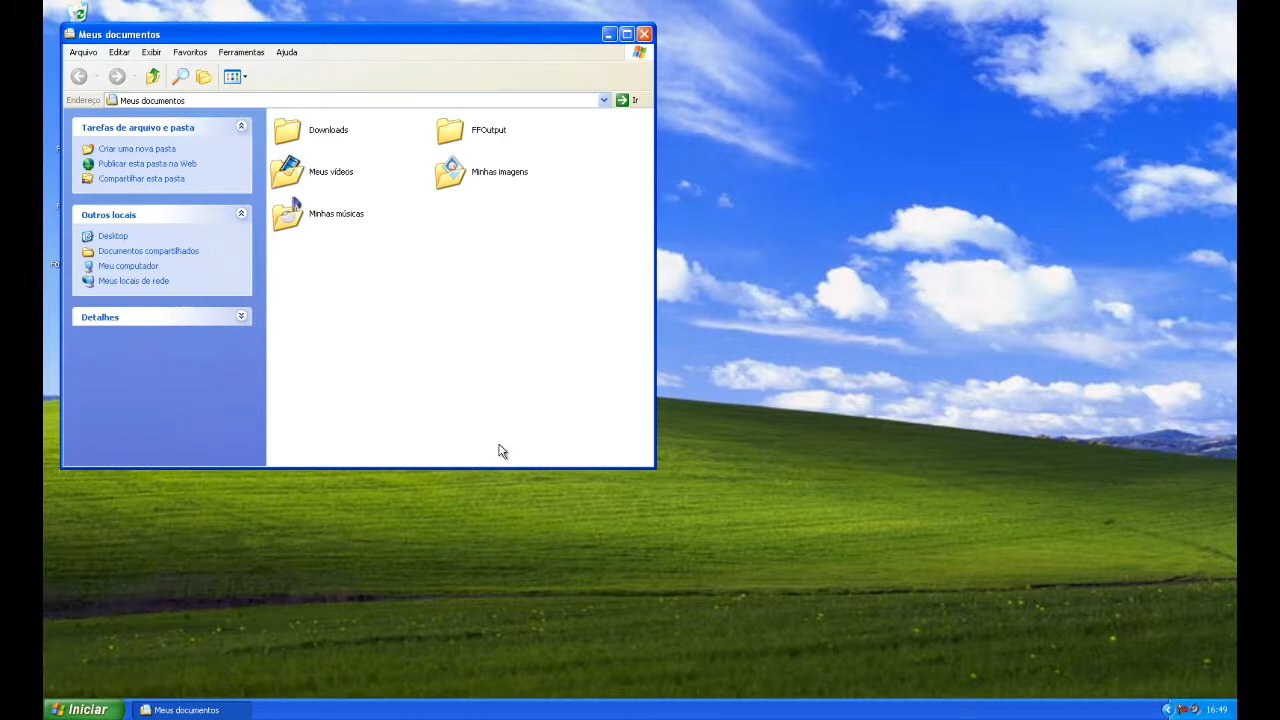 Meus documentos
Arquivo Editar Exibir Favoritos Ferramentas Ajuda
Endereço Meus documentos Ir
Tarefas de arquivo e pasta
Criar uma nova pasta
Publicar esta pasta na Web
Compartilhar esta pasta
Outros locais
Desktop
Documentos compartilhados
Meu computador
Meus locais de rede
Detalhes
Downloads FFOutput
Meus vídeos Minhas imagens
Minhas músicas
Iniciar Meus documentos 16:49